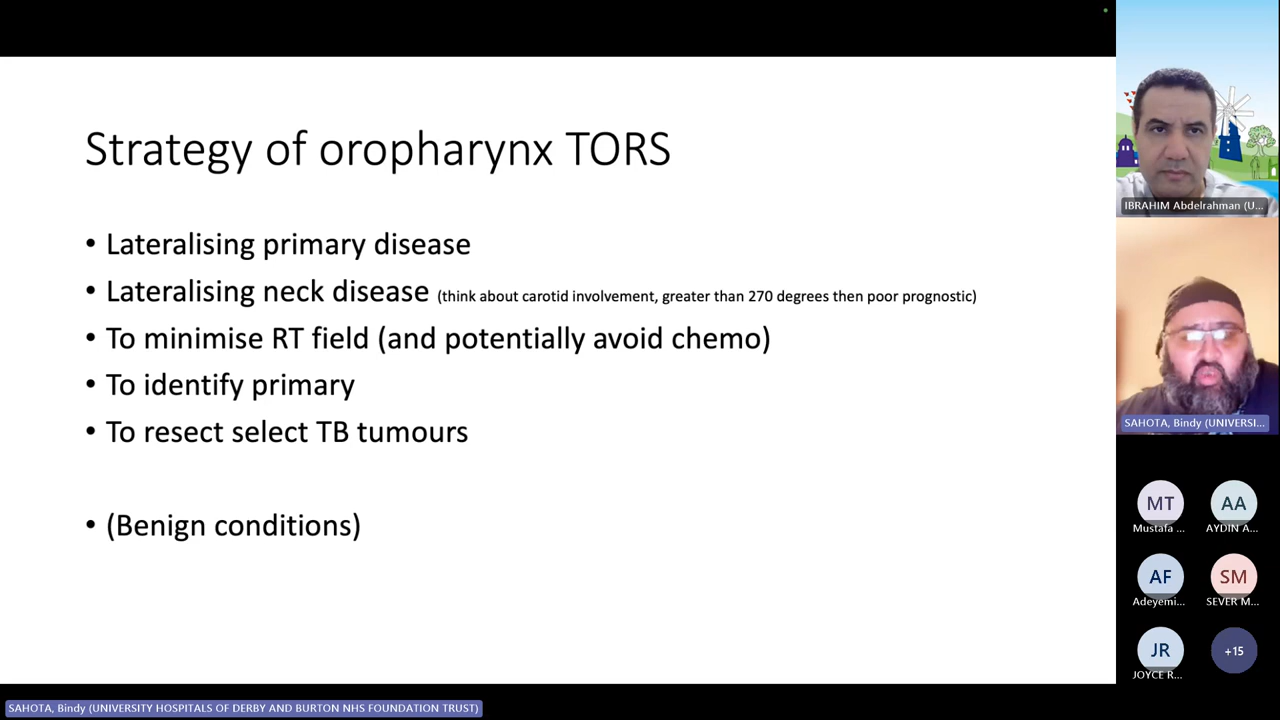 Strategy of oropharynx TORS
• Lateralising primary disease
• Lateralising neck disease (think about carotid involvement, greater than 270 degrees then poor prognostic)
• To minimise RT field (and potentially avoid chemo)
• To identify primary
• To resect select TB tumours
• (Benign conditions)
IBRAHIM Abdelrahman (U...
SAHOTA, Bindy (UNIVERSI...
MT
AA
Mustafa ...
AYDIN A...
AF
SM
Adeyemi...
SEVER M...
JR
+15
JOYCE R...
SAHOTA, Bindy (UNIVERSITY HOSPITALS OF DERBY AND BURTON NHS FOUNDATION TRUST)